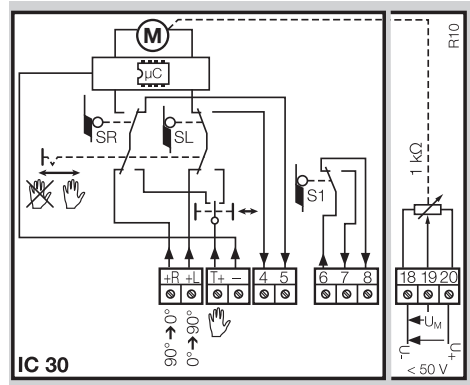 M
R10
µC
SR
SL
1 kΩ
S1
+R
+L
T+
–
4
5
6
7
8
18
19
20
90° → 0°
0° → 90°
U_M
U-
U+
< 50 V
IC 30